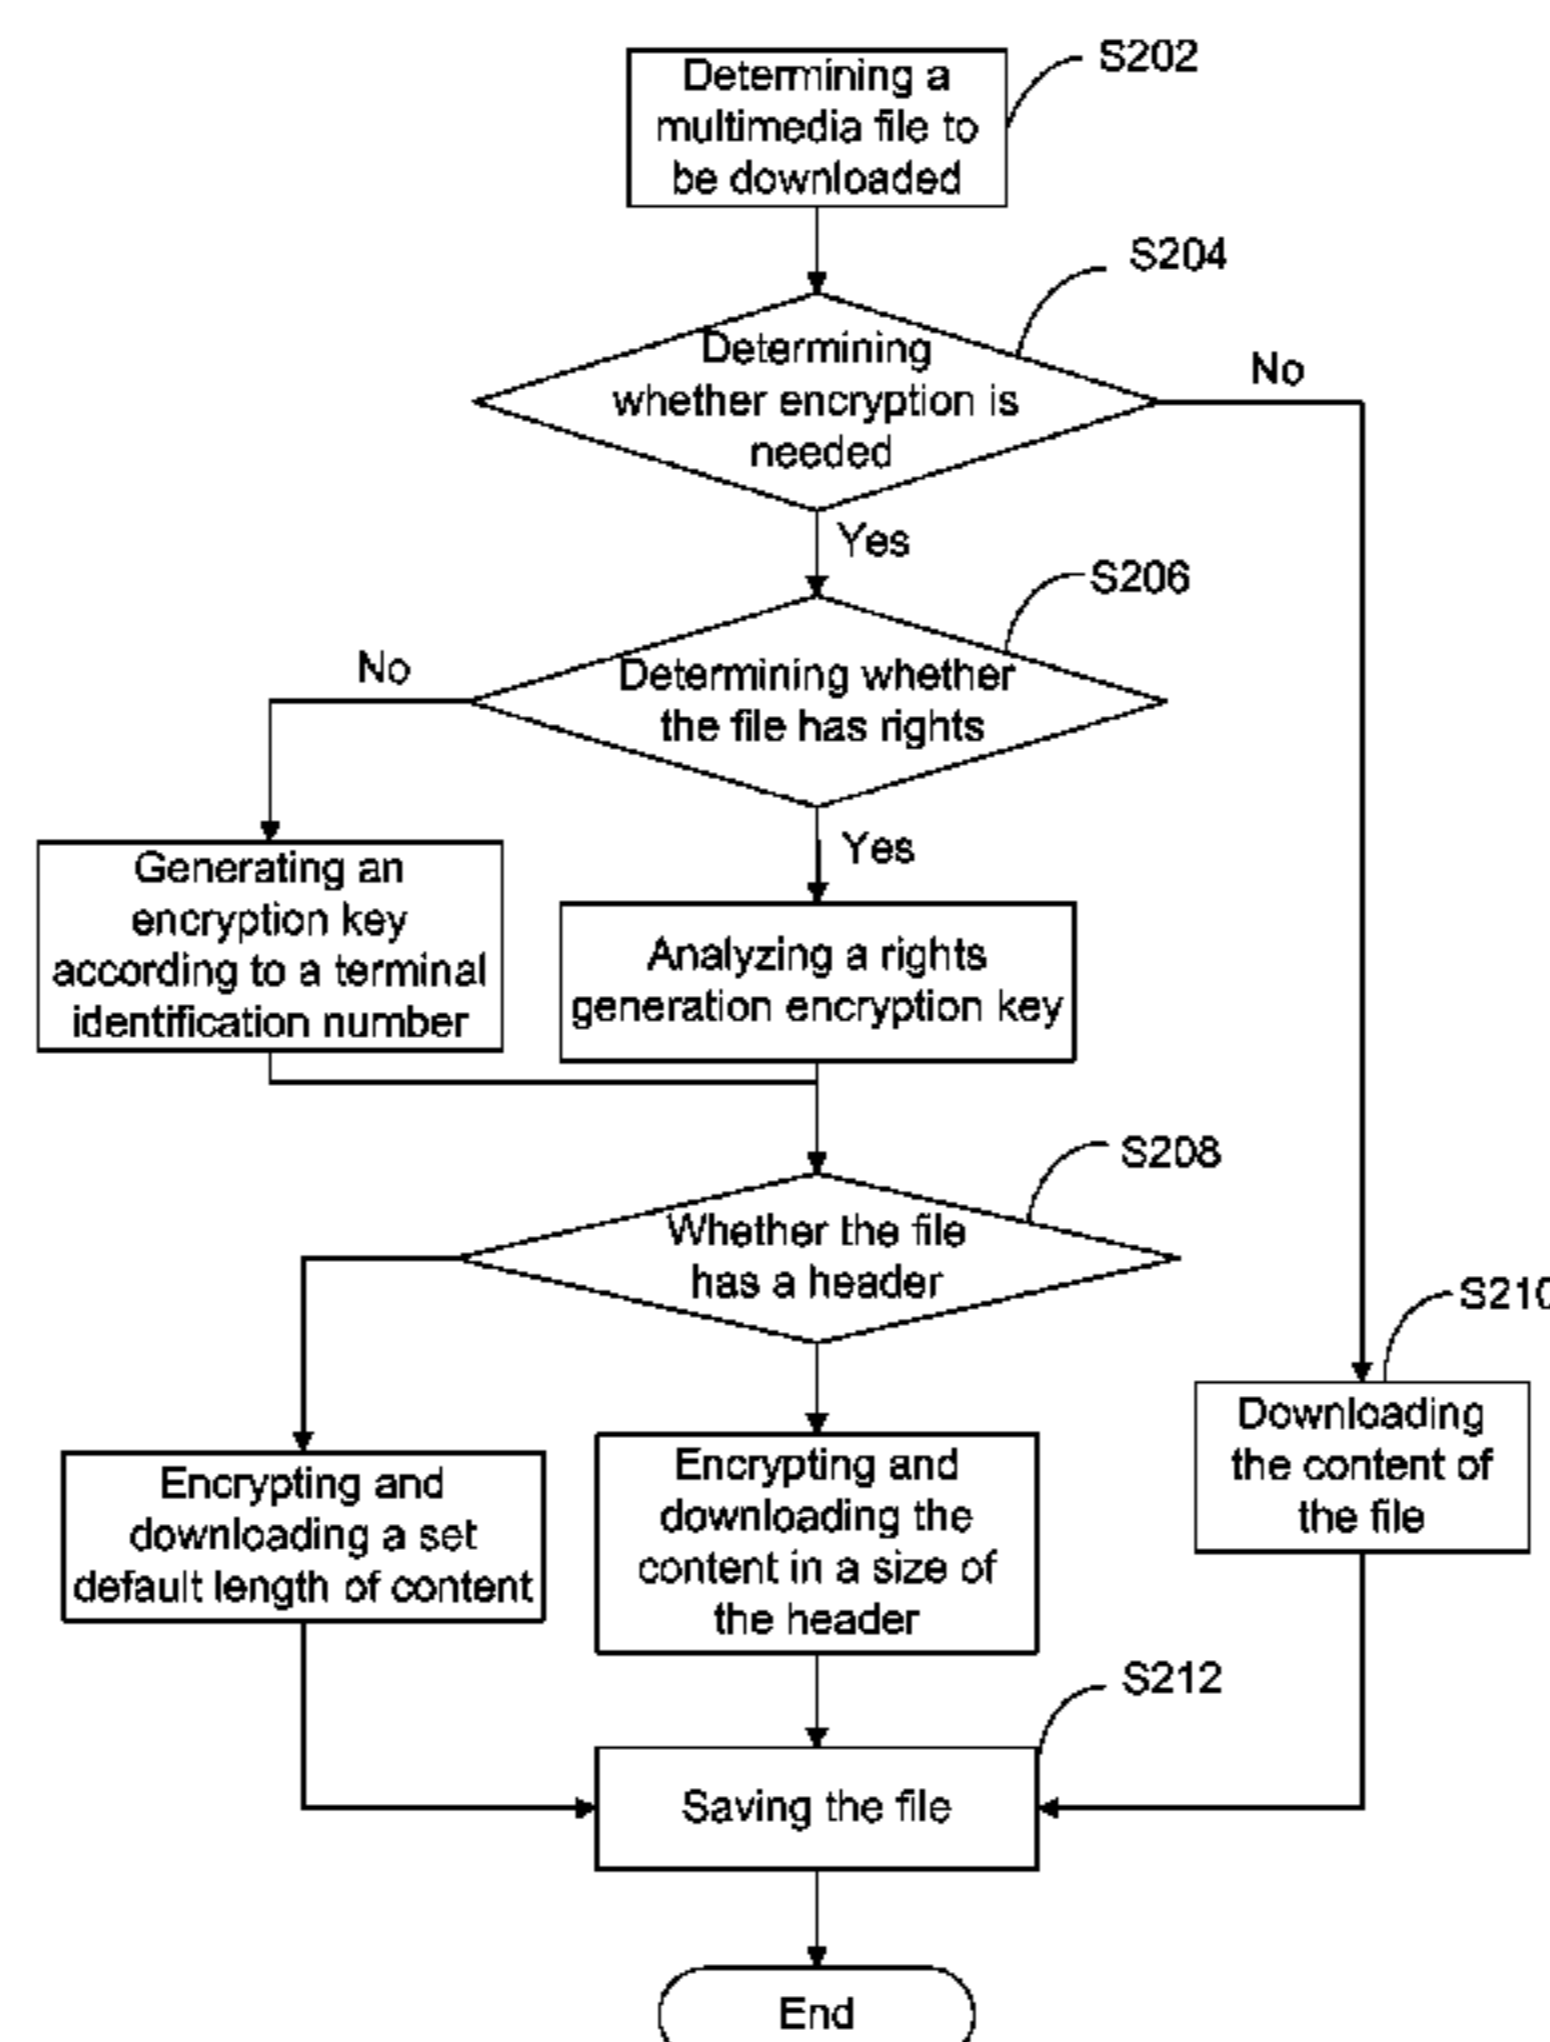 Determining a
multimedia file to
be downloaded
S202
S204
Determining
whether encryption is
needed
No
Yes
S206
Determining whether
the file has rights
No
Yes
Generating an
encryption key
according to a terminal
identification number
Analyzing a rights
generation encryption key
S208
Whether the file
has a header
S210
Encrypting and
downloading a set
default length of content
Encrypting and
downloading the
content in a size of
the header
Downloading
the content of
the file
S212
Saving the file
End